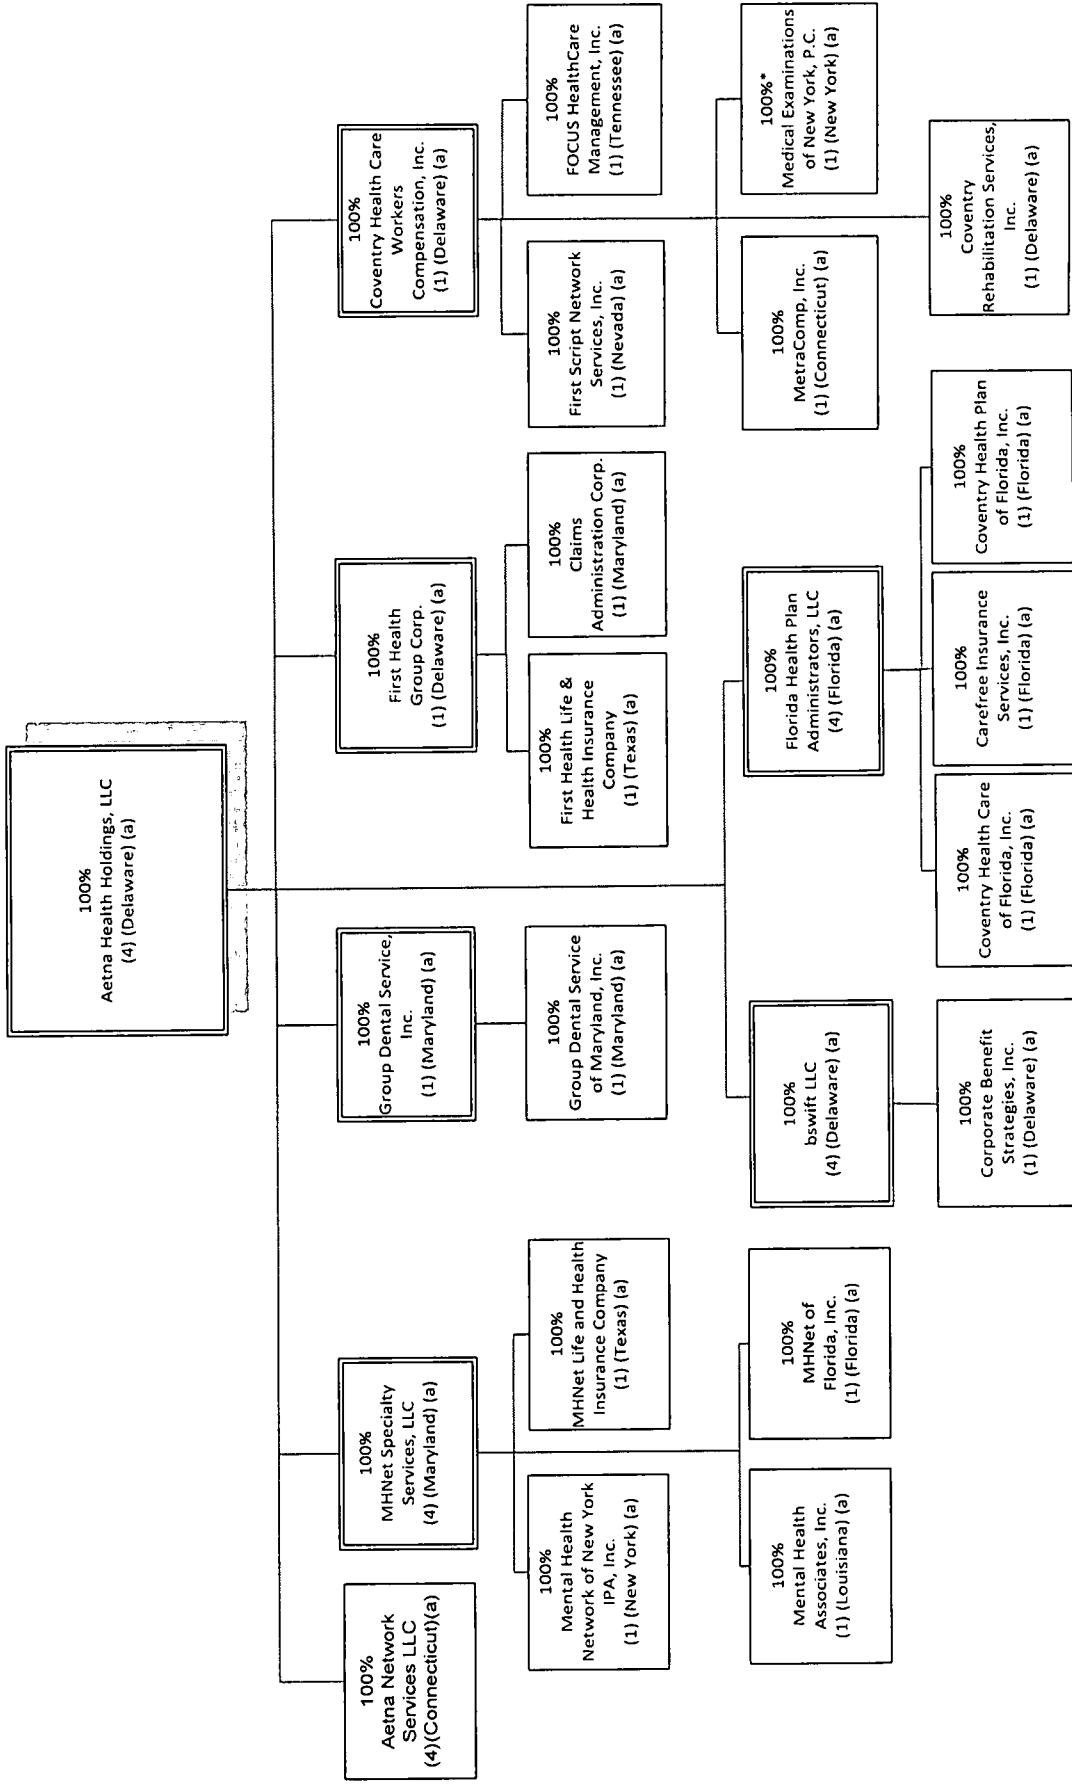 100%
Aetna Health Holdings, LLC
(4) (Delaware) (a)
100%
Aetna Network
Services LLC
(4)(Connecticut)(a)
100%
MHNet Specialty
Services, LLC
(4) (Maryland) (a)
100%
Group Dental Service,
Inc.
(1) (Maryland) (a)
100%
First Health
Group Corp.
(1) (Delaware) (a)
100%
Coventry Health Care
Workers
Compensation, Inc.
(1) (Delaware) (a)
100%
Mental Health
Network of New York
IPA, Inc.
(1) (New York) (a)
100%
MHNet Life and Health
Insurance Company
(1) (Texas) (a)
100%
Group Dental Service
of Maryland, Inc.
(1) (Maryland) (a)
100%
First Health Life &
Health Insurance
Company
(1) (Texas) (a)
100%
Claims
Administration Corp.
(1) (Maryland) (a)
100%
First Script Network
Services, Inc.
(1) (Nevada) (a)
100%
FOCUS HealthCare
Management, Inc.
(1) (Tennessee) (a)
100%
Mental Health
Associates, Inc.
(1) (Louisiana) (a)
100%
MHNet of
Florida, Inc.
(1) (Florida) (a)
100%
bswift LLC
(4) (Delaware) (a)
100%
Florida Health Plan
Administrators, LLC
(4) (Florida) (a)
100%
MetraComp, Inc.
(1) (Connecticut) (a)
100%*
Medical Examinations
of New York, P.C.
(1) (New York) (a)
100%
Corporate Benefit
Strategies, Inc.
(1) (Delaware) (a)
100%
Coventry Health Care
of Florida, Inc.
(1) (Florida) (a)
100%
Carefree Insurance
Services, Inc.
(1) (Florida) (a)
100%
Coventry Health Plan
of Florida, Inc.
(1) (Florida) (a)
100%
Coventry
Rehabilitation Services,
Inc.
(1) (Delaware) (a)